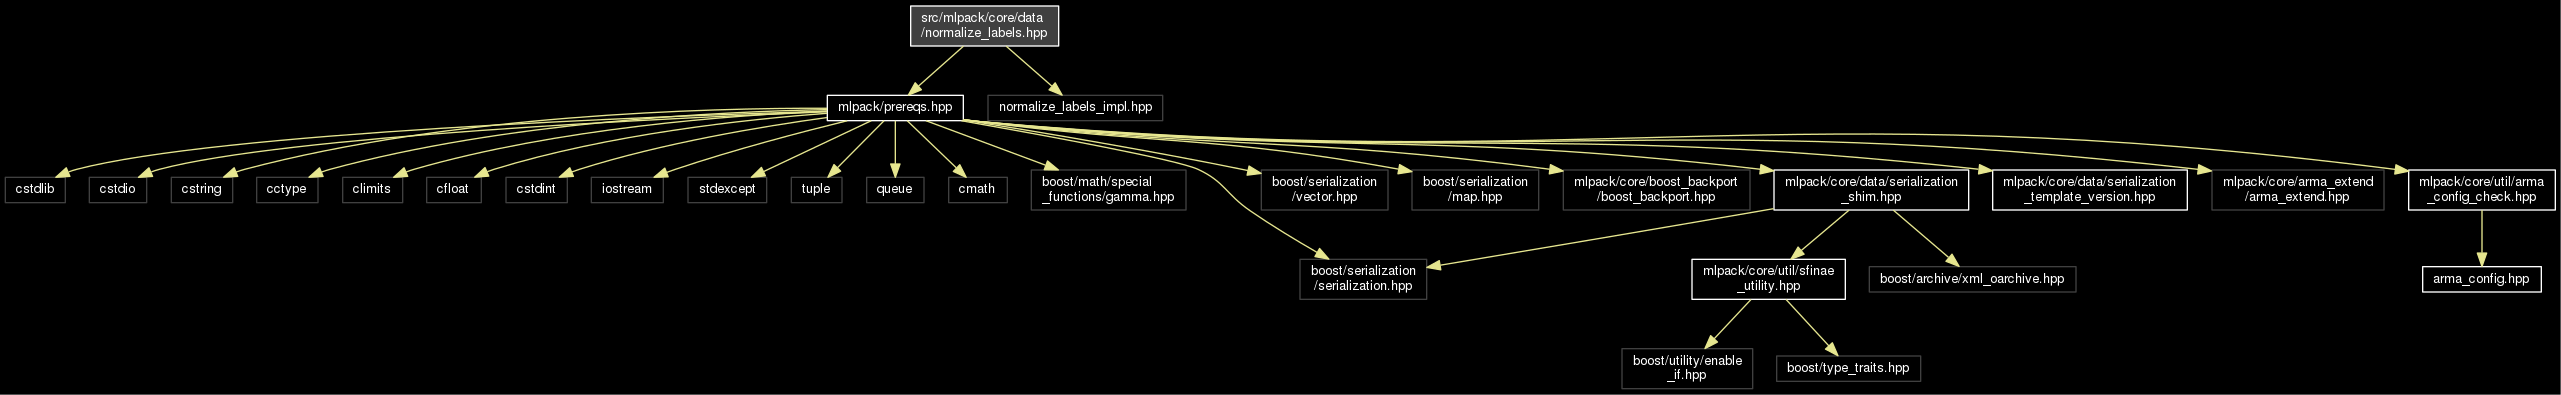 src/mlpack/core/data
/normalize_labels.hpp
mlpack/prereqs.hpp
normalize_labels_impl.hpp
cstdlib
cstdio
cstring
cctype
climits
cfloat
cstdint
iostream
stdexcept
tuple
queue
cmath
boost/math/special
_functions/gamma.hpp
boost/serialization
/vector.hpp
boost/serialization
/map.hpp
mlpack/core/boost_backport
/boost_backport.hpp
mlpack/core/data/serialization
_shim.hpp
mlpack/core/data/serialization
_template_version.hpp
mlpack/core/arma_extend
/arma_extend.hpp
mlpack/core/util/arma
_config_check.hpp
boost/serialization
/serialization.hpp
mlpack/core/util/sfinae
_utility.hpp
boost/archive/xml_oarchive.hpp
arma_config.hpp
boost/utility/enable
_if.hpp
boost/type_traits.hpp